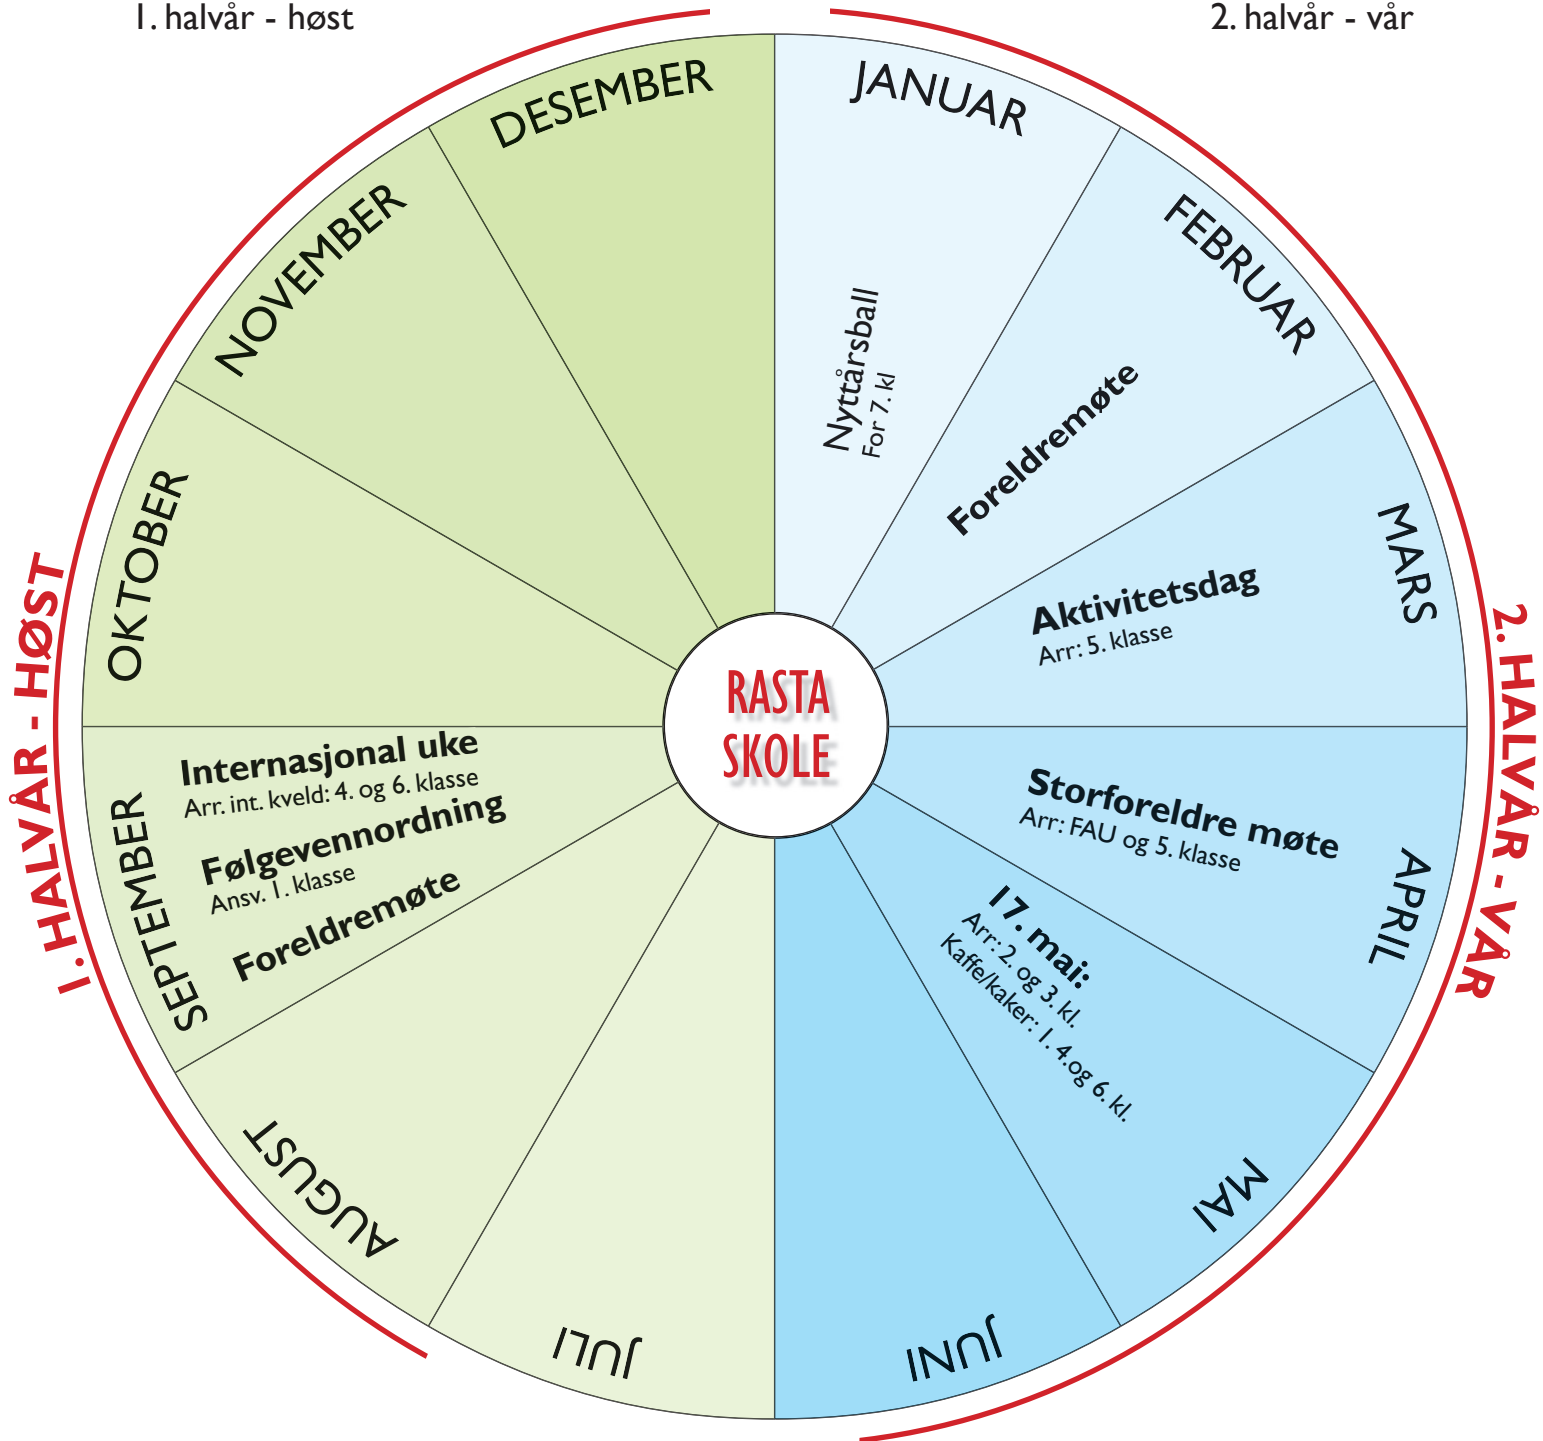 1. halvår - høst
2. halvår - vår
JANUAR
Nyttårsball
For 7. kl
FEBRUAR
Foreldremøte
MARS
Aktivitetsdag
Arr: 5. klasse
APRIL
Storforeldre møte
Arr: FAU og 5. klasse
MAI
17. mai:
Arr: 2. og 3. kl.
Kaffe/kaker: 1. 4.og 6. kl.
JUNI
JULI
AUGUST
SEPTEMBER
Internasjonal uke
Arr. int. kveld: 4. og 6. klasse
Følgevennordning
Ansv. 1. klasse
Foreldremøte
OKTOBER
NOVEMBER
DESEMBER
RASTA
SKOLE
1. HALVÅR - HØST
2. HALVÅR - VÅR